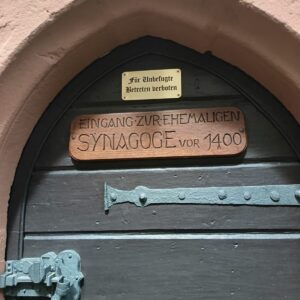 Für Unbefugte
Betreten verboten
EINGANG·ZUR·EHEMALIGEN
SYNAGOGE VOR 1400